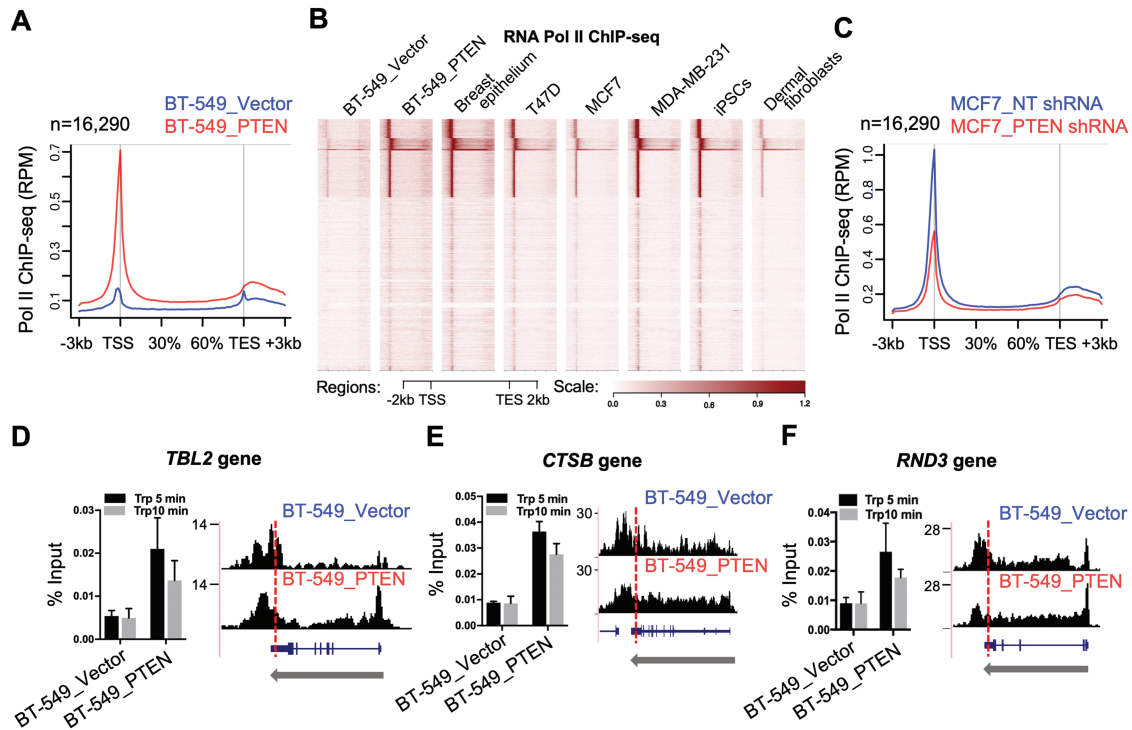 A
BT-549_Vector
BT-549_PTEN
n=16,290
Pol II ChIP-seq (RPM)
0.7
0.5
0.3
0.1
-3kb TSS 30% 60% TES +3kb
B
RNA Pol II ChIP-seq
BT-549_Vector
BT-549_PTEN
Breast
epithelium
T47D
MCF7
MDA-MB-231
iPSCs
Dermal
fibroblasts
Regions:
-2kb TSS TES 2kb
Scale:
0.0 0.3 0.6 0.9 1.2
C
MCF7_NT shRNA
MCF7_PTEN shRNA
n=16,290
Pol II ChIP-seq (RPM)
1.0
0.8
0.6
0.4
0.2
-3kb TSS 30% 60% TES +3kb
D
TBL2 gene
Trp 5 min
Trp10 min
% Input
0.03
0.02
0.01
0.00
BT-549_Vector
BT-549_PTEN
14
BT-549_Vector
14
BT-549_PTEN
E
CTSB gene
Trp 5 min
Trp10 min
% Input
0.05
0.04
0.03
0.02
0.01
0.00
BT-549_Vector
BT-549_PTEN
30
BT-549_Vector
30
BT-549_PTEN
F
RND3 gene
Trp 5 min
Trp10 min
% Input
0.04
0.03
0.02
0.01
0.00
BT-549_Vector
BT-549_PTEN
28
BT-549_Vector
28
BT-549_PTEN